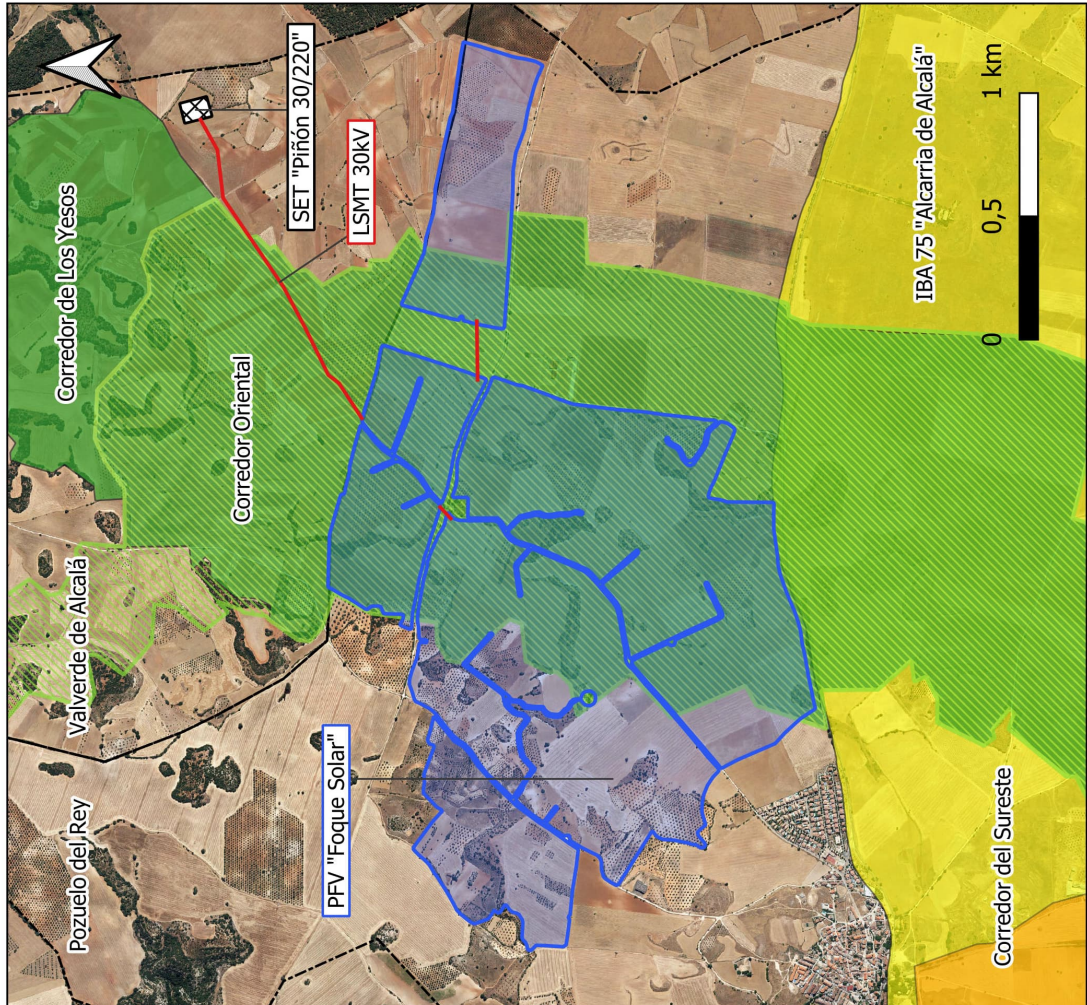 Pozuelo del Rey
Valverde de Alcalá
Corredor de Los Yesos
Corredor Oriental
SET "Piñón 30/220"
LSMT 30kV
PFV "Foque Solar"
Corredor del Sureste
IBA 75 "Alcarria de Alcalá"
0
0,5
1 km